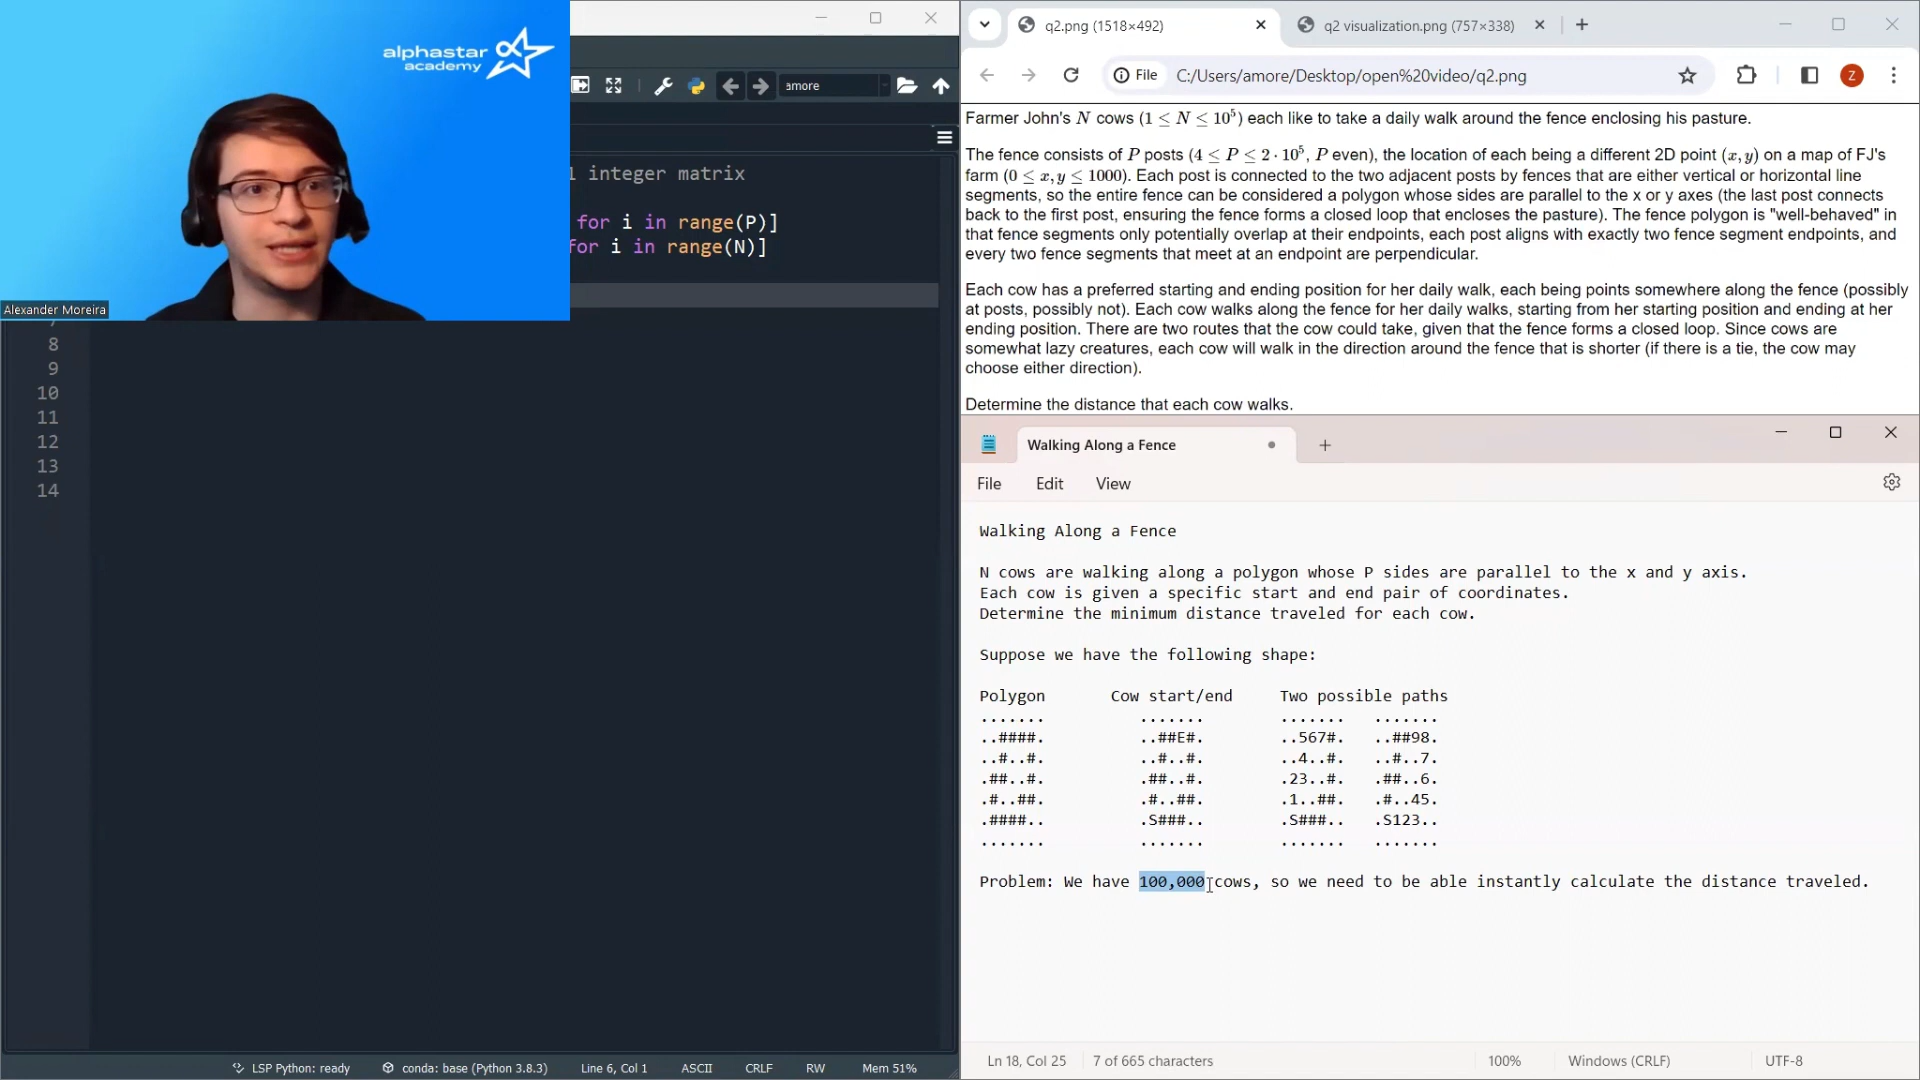 alphastar
academy
Alexander Moreira
amore
l integer matrix
for i in range(P)]
for i in range(N)]
8
9
10
11
12
13
14
LSP Python: ready
conda: base (Python 3.8.3)
Line 6, Col 1
ASCII
CRLF
RW
Mem 51%
q2.png (1518×492)
q2 visualization.png (757×338)
File
C:/Users/amore/Desktop/open%20video/q2.png
Z
Farmer John's N cows (1 ≤ N ≤ 10⁵) each like to take a daily walk around the fence enclosing his pasture.
The fence consists of P posts (4 ≤ P ≤ 2 · 10⁵, P even), the location of each being a different 2D point (x, y) on a map of FJ's
farm (0 ≤ x, y ≤ 1000). Each post is connected to the two adjacent posts by fences that are either vertical or horizontal line
segments, so the entire fence can be considered a polygon whose sides are parallel to the x or y axes (the last post connects
back to the first post, ensuring the fence forms a closed loop that encloses the pasture). The fence polygon is "well-behaved" in
that fence segments only potentially overlap at their endpoints, each post aligns with exactly two fence segment endpoints, and
every two fence segments that meet at an endpoint are perpendicular.
Each cow has a preferred starting and ending position for her daily walk, each being points somewhere along the fence (possibly
at posts, possibly not). Each cow walks along the fence for her daily walks, starting from her starting position and ending at her
ending position. There are two routes that the cow could take, given that the fence forms a closed loop. Since cows are
somewhat lazy creatures, each cow will walk in the direction around the fence that is shorter (if there is a tie, the cow may
choose either direction).
Determine the distance that each cow walks.
Walking Along a Fence
File Edit View
Walking Along a Fence
N cows are walking along a polygon whose P sides are parallel to the x and y axis.
Each cow is given a specific start and end pair of coordinates.
Determine the minimum distance traveled for each cow.
Suppose we have the following shape:
Polygon Cow start/end Two possible paths
....... ....... ....... .......
..####. ..##E#. ..567#. ..##98.
..#..#. ..#..#. ..4..#. ..#..7.
.##..#. .##..#. .23..#. .##..6.
.#..##. .#..##. .1..##. .#..45.
.####.. .S###.. .S###.. .S123..
....... ....... ....... .......
Problem: We have 100,000 cows, so we need to be able instantly calculate the distance traveled.
Ln 18, Col 25
7 of 665 characters
100%
Windows (CRLF)
UTF-8